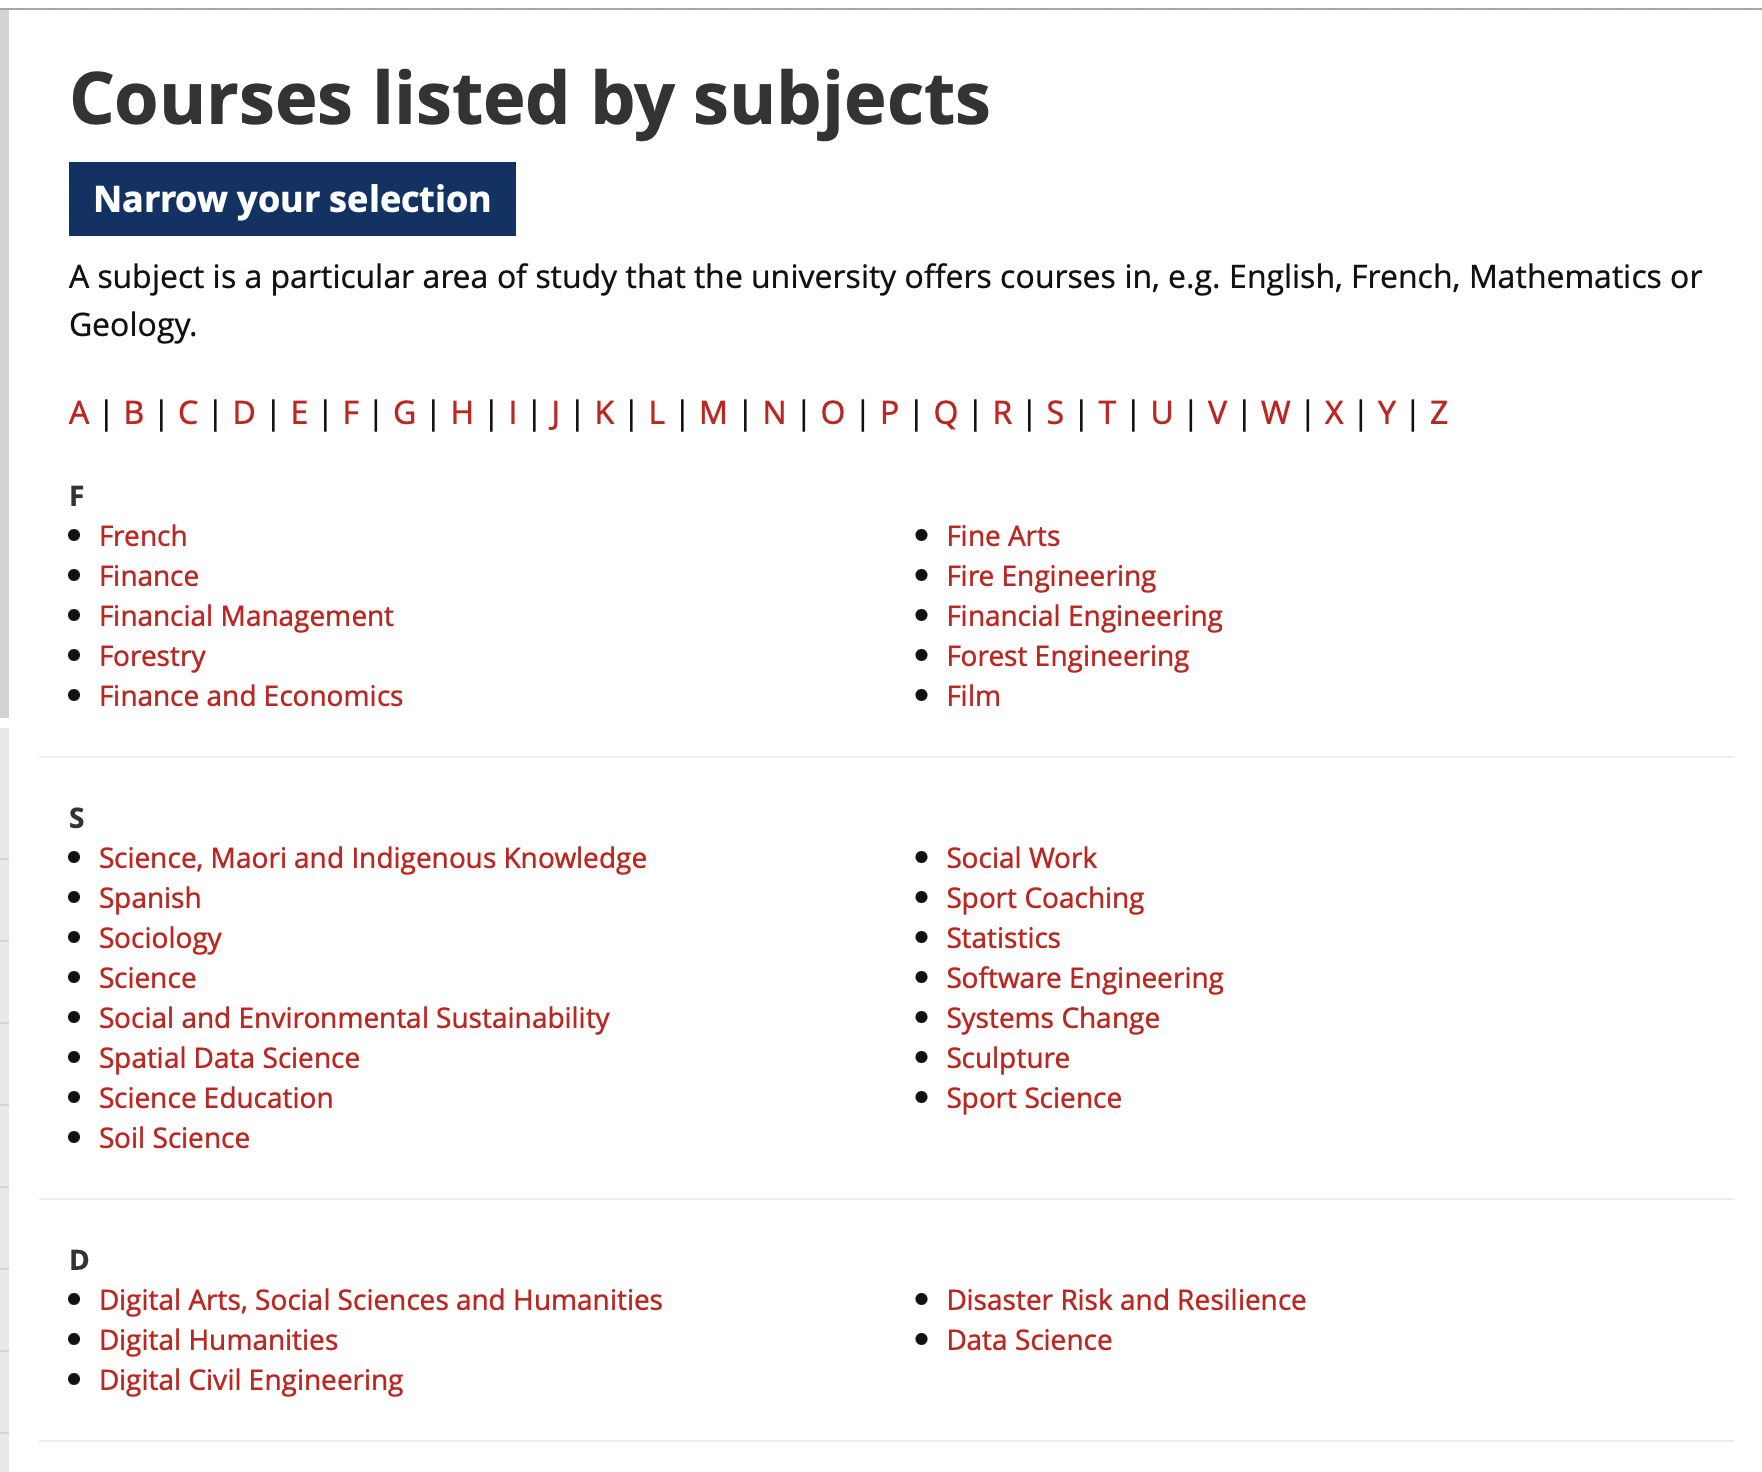 Courses listed by subjects
Narrow your selection
A subject is a particular area of study that the university offers courses in, e.g. English, French, Mathematics or
Geology.
A | B | C | D | E | F | G | H | I | J | K | L | M | N | O | P | Q | R | S | T | U | V | W | X | Y | Z
F
French
Finance
Financial Management
Forestry
Finance and Economics
Fine Arts
Fire Engineering
Financial Engineering
Forest Engineering
Film
S
Science, Maori and Indigenous Knowledge
Spanish
Sociology
Science
Social and Environmental Sustainability
Spatial Data Science
Science Education
Soil Science
Social Work
Sport Coaching
Statistics
Software Engineering
Systems Change
Sculpture
Sport Science
D
Digital Arts, Social Sciences and Humanities
Digital Humanities
Digital Civil Engineering
Disaster Risk and Resilience
Data Science